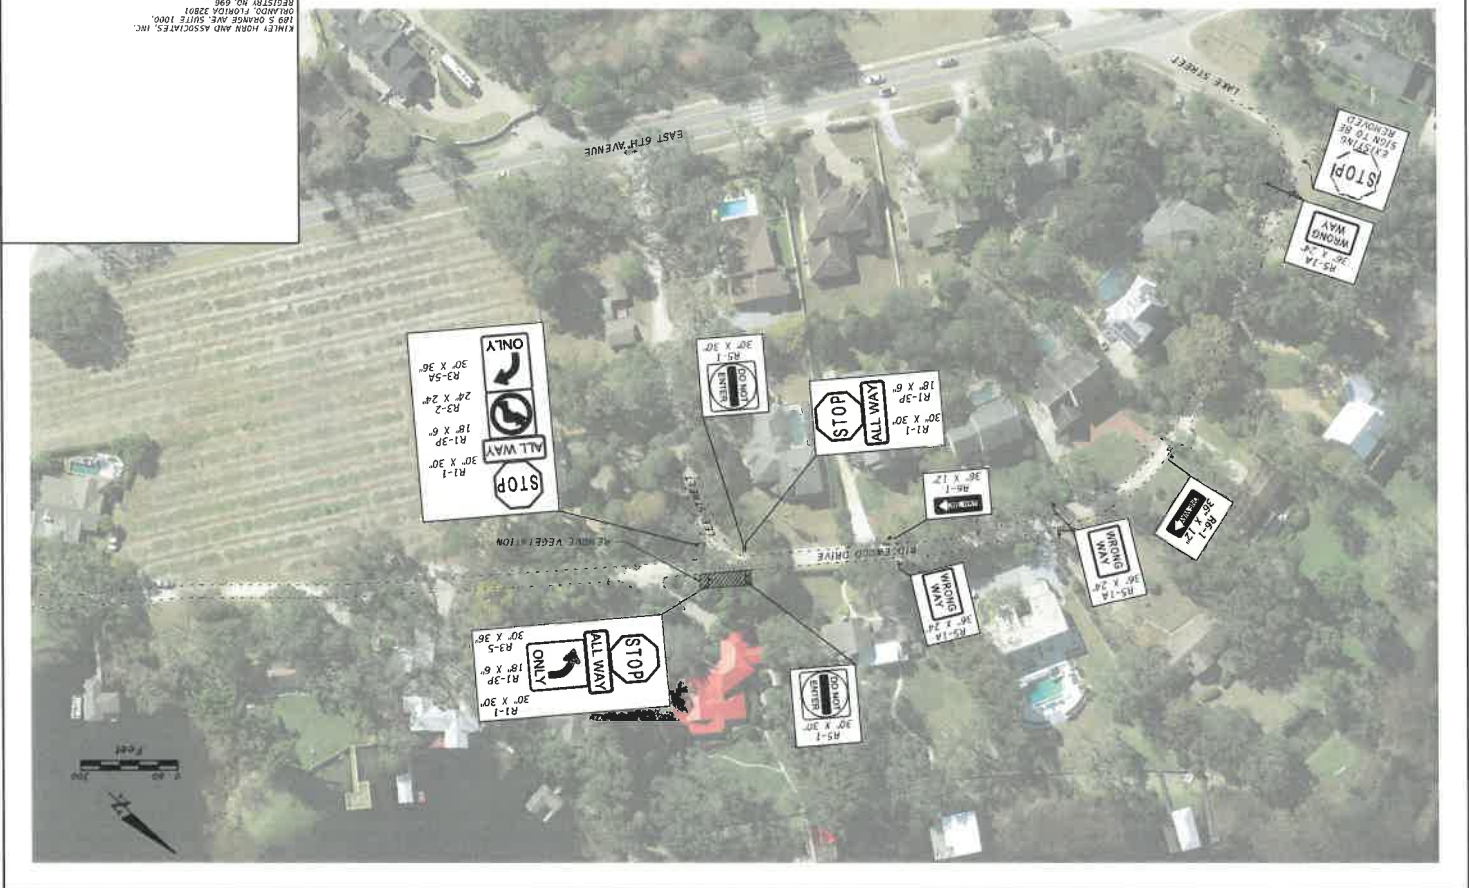 Feet
0
80
200
R5-1
30" X 30"
DO NOT
ENTER
R1-1
30" X 30"
R1-3P
18" X 6"
R3-5
30" X 36"
STOP
ALL WAY
ONLY
R5-1A
36" X 24"
WRONG
WAY
R5-1A
36" X 24"
WRONG
WAY
RIDGEWOOD DRIVE
REMOVE VEGETATION
R6-1
36" X 12"
R6-1
36" X 12"
STOP
ALL WAY
ONLY
R1-1
30" X 30"
R1-3P
18" X 6"
R3-2
24" X 24"
R3-5A
30" X 36"
R1-1
30" X 30"
R1-3P
18" X 6"
STOP
ALL WAY
DO NOT
ENTER
R5-1
30" X 30"
R5-1A
36" X 24"
WRONG
WAY
STOP
EXISTING
SIGN TO BE
REMOVED
EAST 6TH AVENUE
LAKE STREET
KIMLEY HORN AND ASSOCIATES, INC.
189 S ORANGE AVE. SUITE 1000,
ORLANDO, FLORIDA 32801
REGISTRY NO. 696